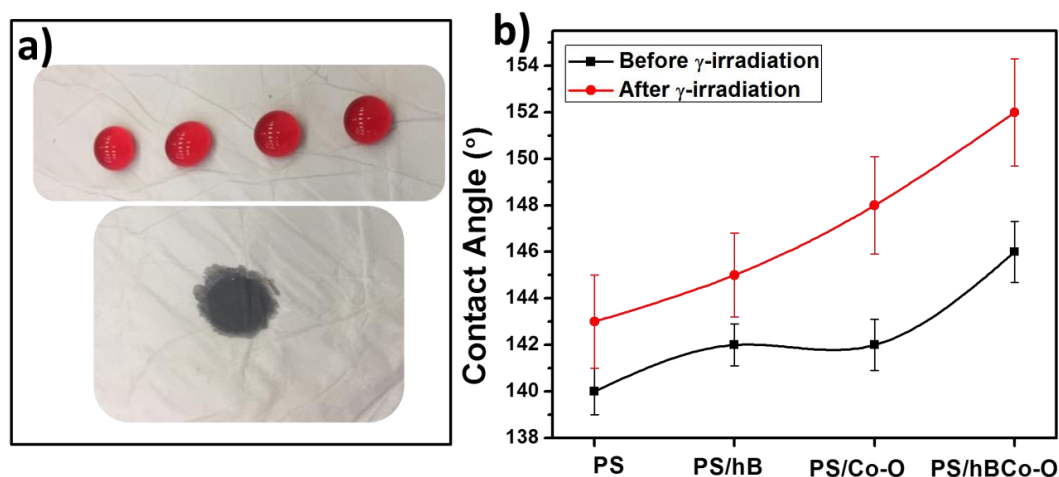 a)
b)
Before γ-irradiation
After γ-irradiation
Contact Angle (°)
154
152
150
148
146
144
142
140
138
PS
PS/hB
PS/Co-O
PS/hBCo-O